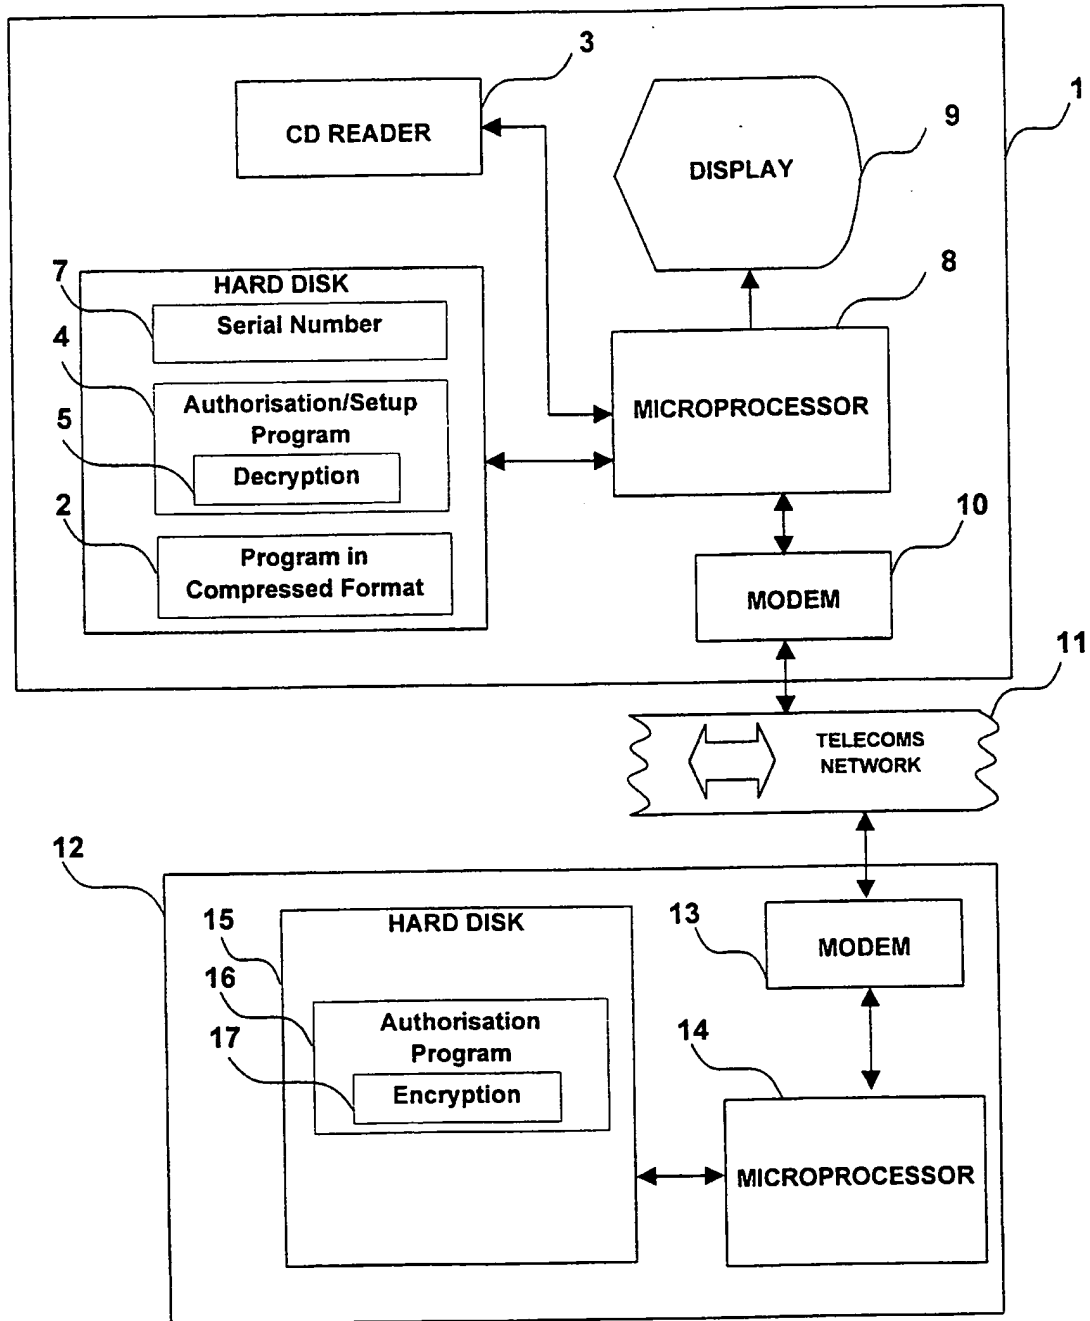 3
1
CD READER
9
DISPLAY
7
HARD DISK
8
Serial Number
4
Authorisation/Setup
Program
MICROPROCESSOR
5
Decryption
2
10
Program in
Compressed Format
MODEM
11
TELECOMS
NETWORK
12
15
HARD DISK
13
MODEM
16
Authorisation
Program
17
14
Encryption
MICROPROCESSOR